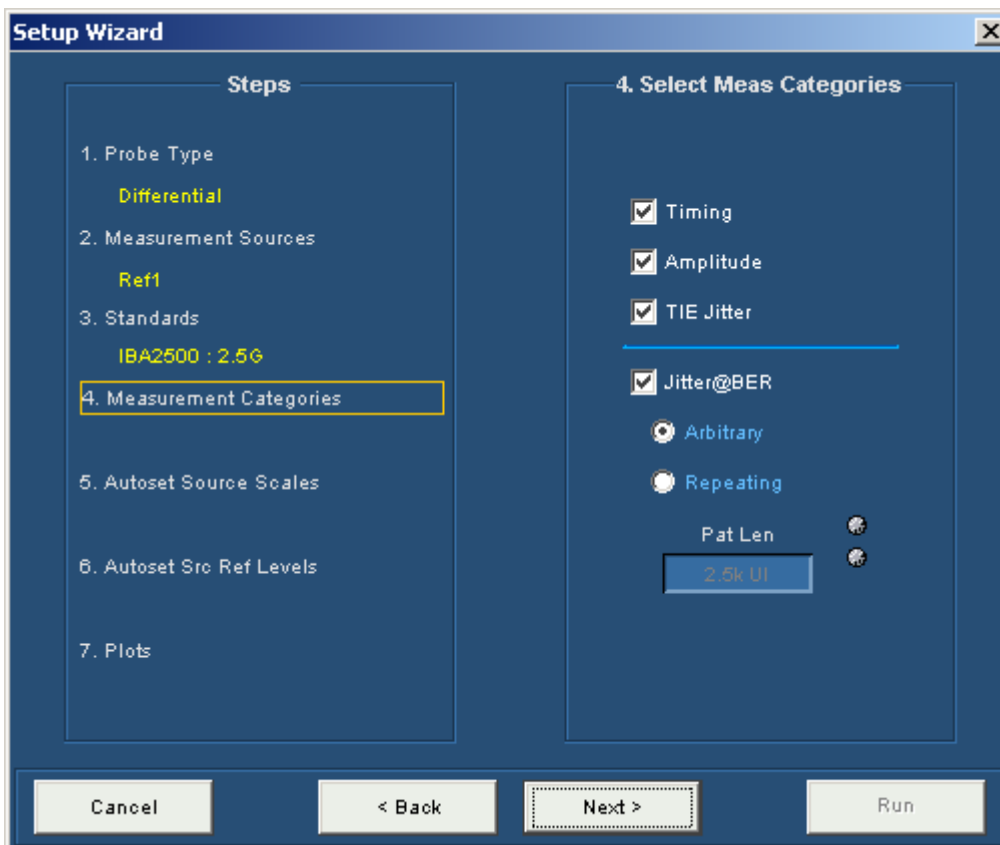 Setup Wizard
Steps
1. Probe Type
Differential
2. Measurement Sources
Ref1
3. Standards
IBA2500 : 2.5G
4. Measurement Categories
5. Autoset Source Scales
6. Autoset Src Ref Levels
7. Plots
4. Select Meas Categories
Timing
Amplitude
TIE Jitter
Jitter@BER
Arbitrary
Repeating
Pat Len
2.5k UI
Cancel
< Back
Next >
Run